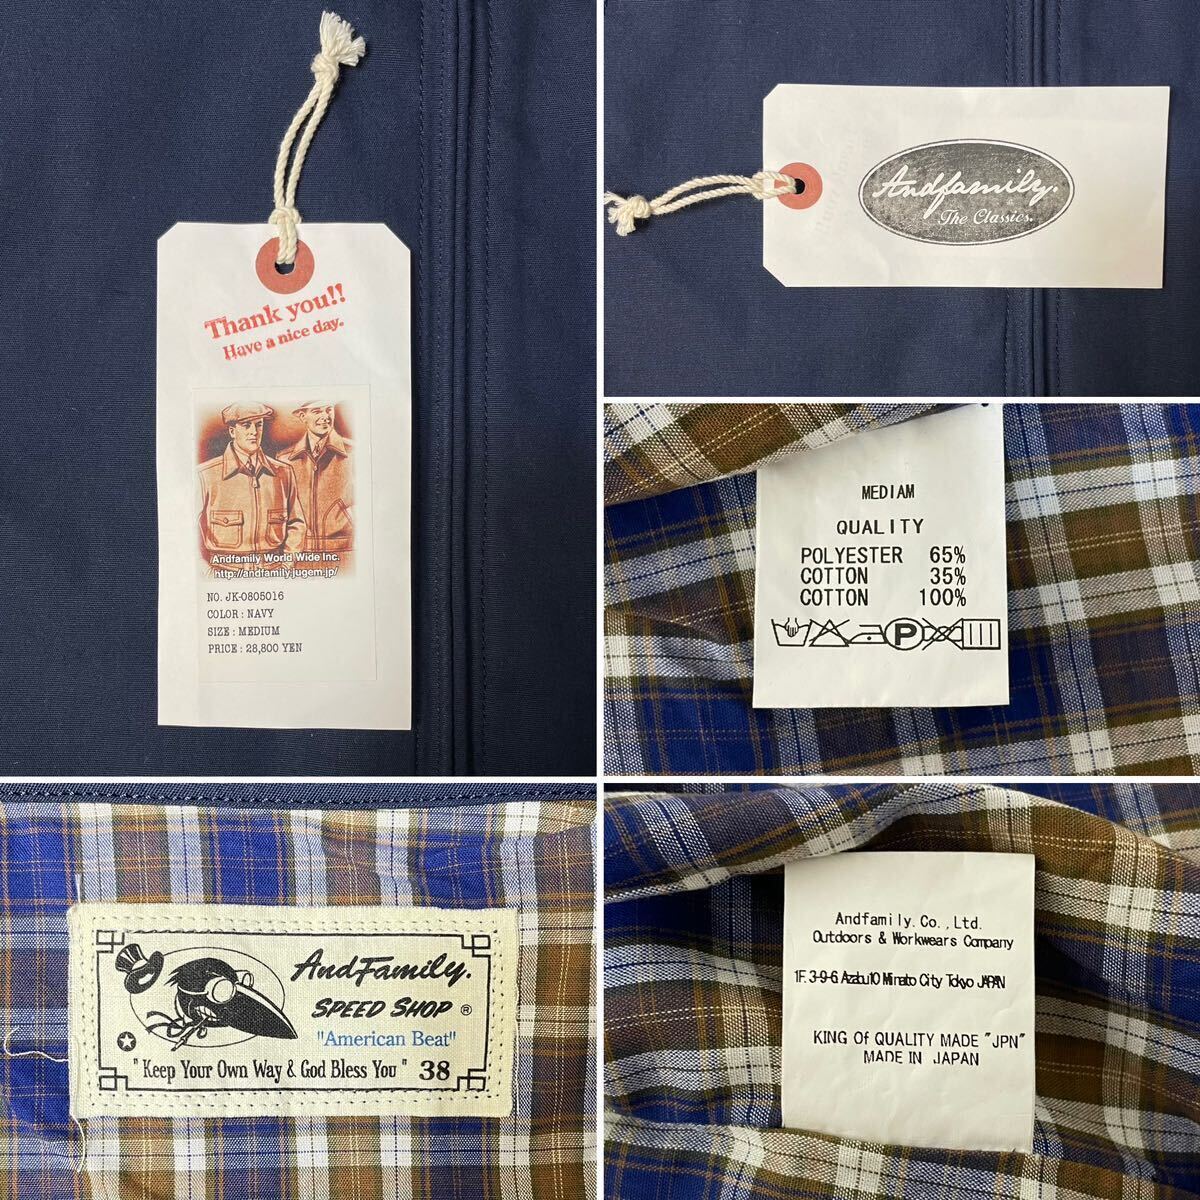 Thank you!!
Have a nice day.
Andfamily World Wide Inc.
http://andfamily.jugem.jp/
NO. JK-0805016
COLOR : NAVY
SIZE : MEDIUM
PRICE : 28,800 YEN
Andfamily.
The Classics.
MEDIAM
QUALITY
POLYESTER 65%
COTTON 35%
COTTON 100%
P
AndFamily.
SPEED SHOP ®
"American Beat"
"Keep Your Own Way & God Bless You" 38
Andfamily.Co.,Ltd.
Outdoors & Workwears Company
1F.3-9-6 Azabu10 Minato City Tokyo JAPAN
KING OF QUALITY MADE "JPN"
MADE IN JAPAN